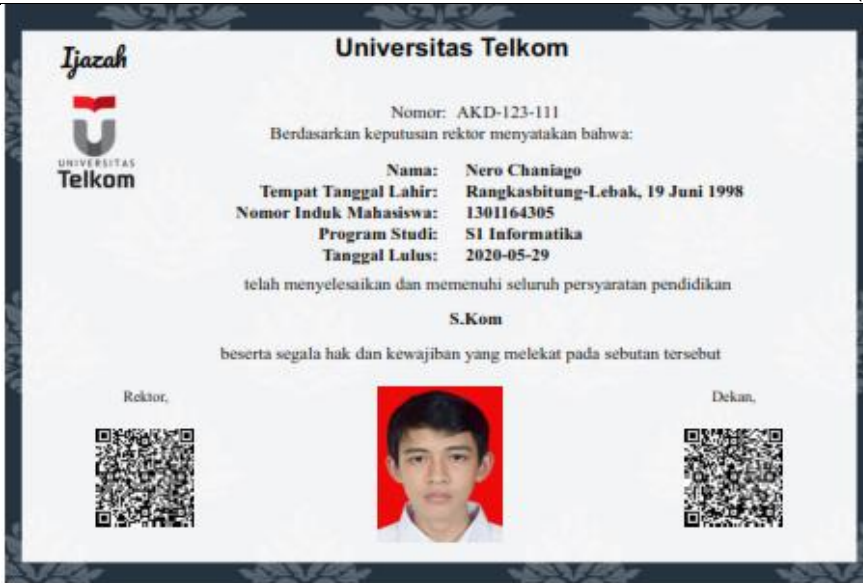 Ijazah
Universitas Telkom
UNIVERSITAS
Telkom
Nomor: AKD-123-111
Berdasarkan keputusan rektor menyatakan bahwa:
Nama: Nero Chaniago
Tempat Tanggal Lahir: Rangkasbitung-Lebak, 19 Juni 1998
Nomor Induk Mahasiswa: 1301164305
Program Studi: S1 Informatika
Tanggal Lulus: 2020-05-29
telah menyelesaikan dan memenuhi seluruh persyaratan pendidikan
S.Kom
beserta segala hak dan kewajiban yang melekat pada sebutan tersebut
Rektor,
Dekan,